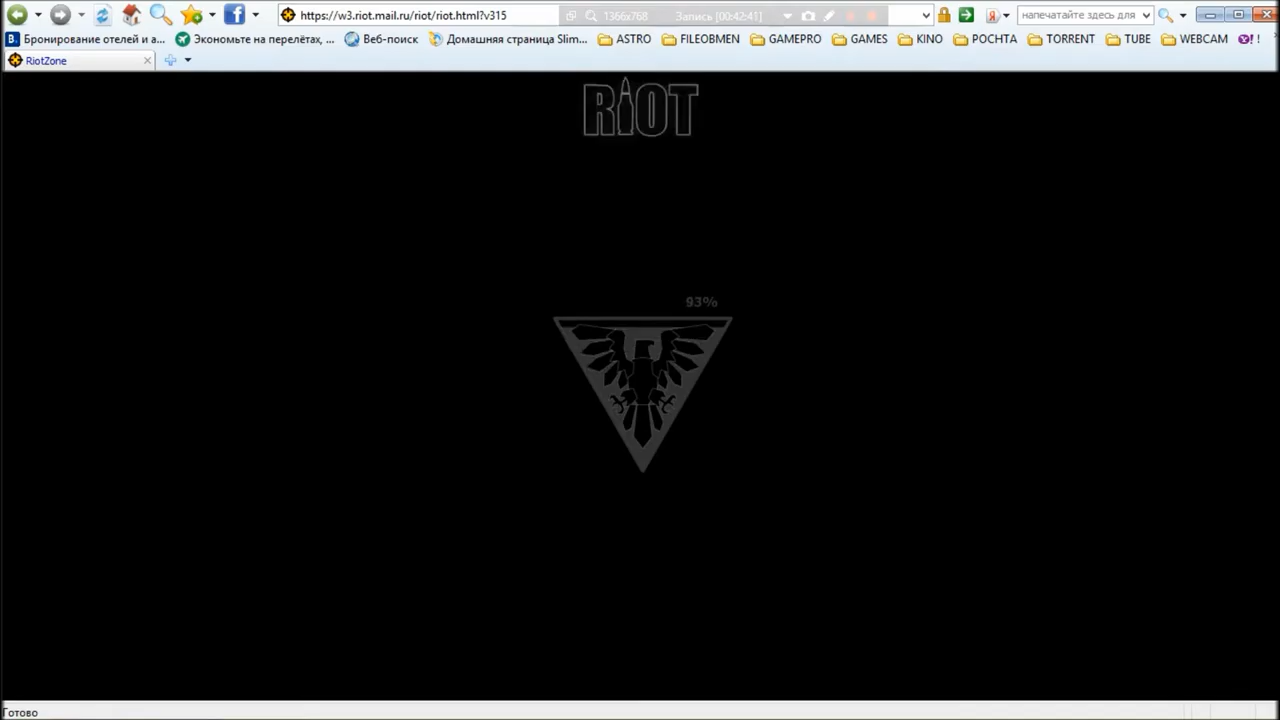 https://w3.riot.mail.ru/riot/riot.html?v315
1366x768
Запись [00:42:41]
напечатайте здесь для
Бронирование отелей и а...
Экономьте на перелётах, ...
Веб-поиск
Домашняя страница Slim...
ASTRO
FILEOBMEN
GAMEPRO
GAMES
KINO
POCHTA
TORRENT
TUBE
WEBCAM
!
RiotZone
RIOT
93%
Готово